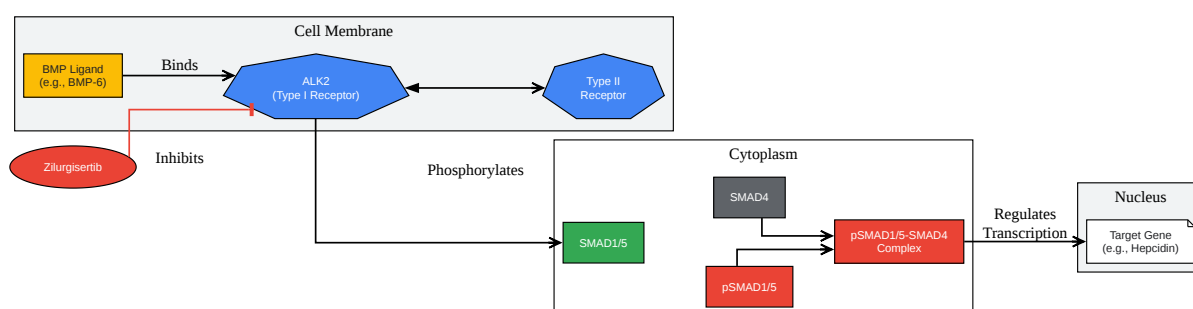 Cell Membrane
BMP Ligand
(e.g., BMP-6)
Binds
ALK2
(Type I Receptor)
Type II
Receptor
Zilurgisertib
Inhibits
Phosphorylates
Cytoplasm
SMAD4
SMAD1/5
pSMAD1/5-SMAD4
Complex
pSMAD1/5
Regulates
Transcription
Nucleus
Target Gene
(e.g., Hepcidin)